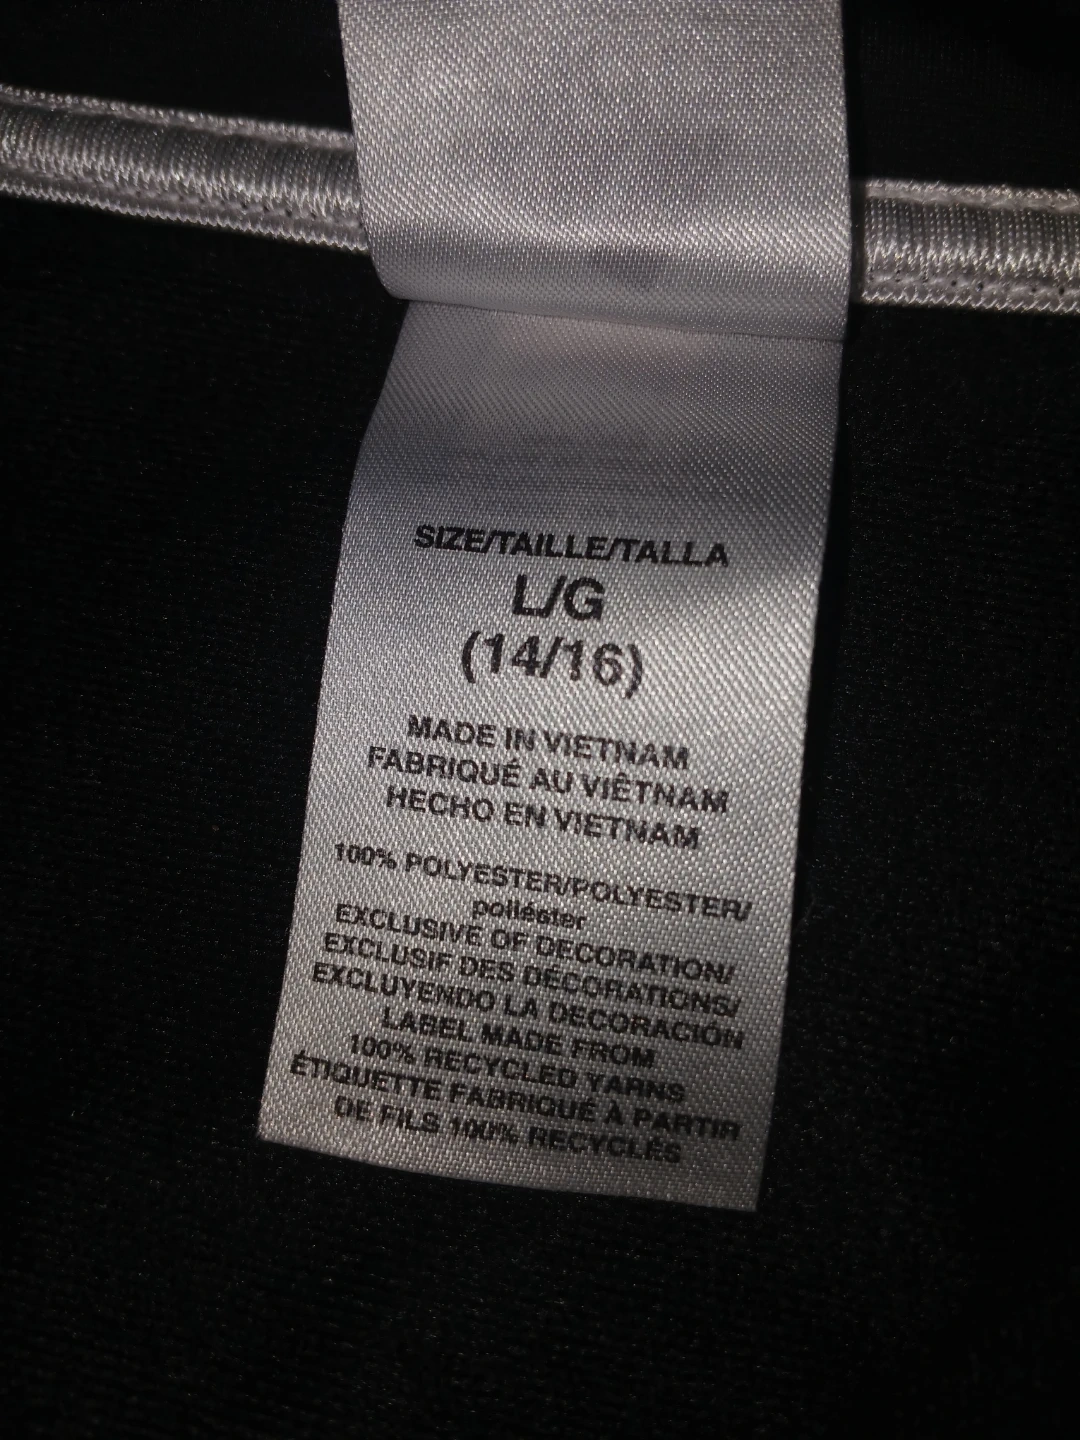 SIZE/TAILLE/TALLA
L/G
(14/16)
MADE IN VIETNAM
FABRIQUÉ AU VIÊTNAM
HECHO EN VIETNAM
100% POLYESTER/POLYESTER/
poliéster
EXCLUSIVE OF DECORATION/
EXCLUSIF DES DÉCORATIONS/
EXCLUYENDO LA DECORACIÓN
LABEL MADE FROM
100% RECYCLED YARNS
ÉTIQUETTE FABRIQUÉ À PARTIR
DE FILS 100% RECYCLÉS